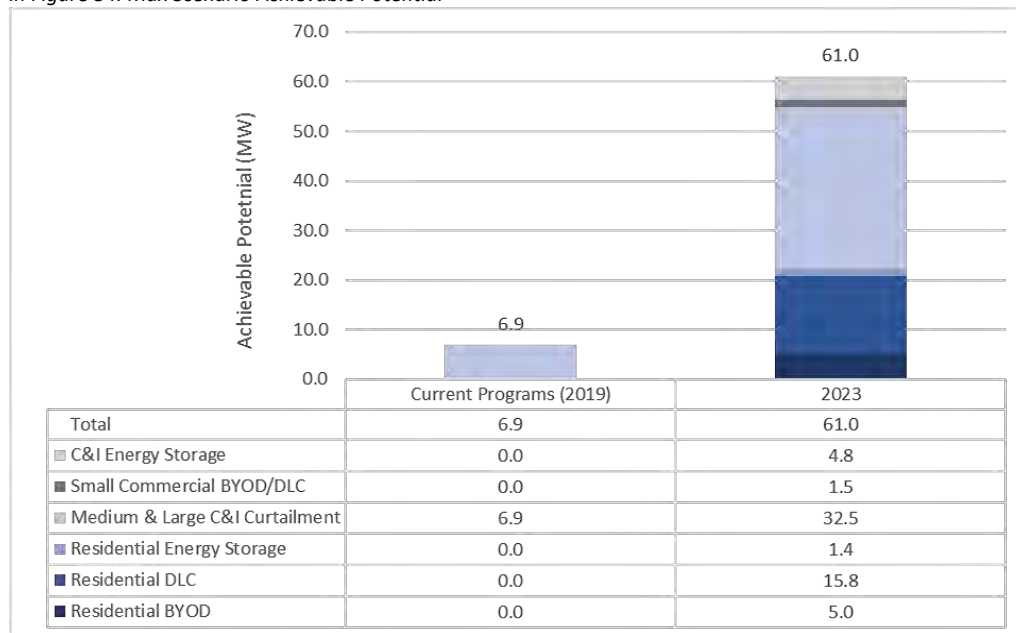 in Figure Max Scenario Achievable Potential
70.0
60.0
50.0
40.0
30.0
20.0
10.0
0.0
Achievable Potetnial (MW)
6.9
61.0
Current Programs (2019) 2023
Total 6.9 61.0
C&I Energy Storage 0.0 4.8
Small Commercial BYOD/DLC 0.0 1.5
Medium & Large C&I Curtailment 6.9 32.5
Residential Energy Storage 0.0 1.4
Residential DLC 0.0 15.8
Residential BYOD 0.0 5.0